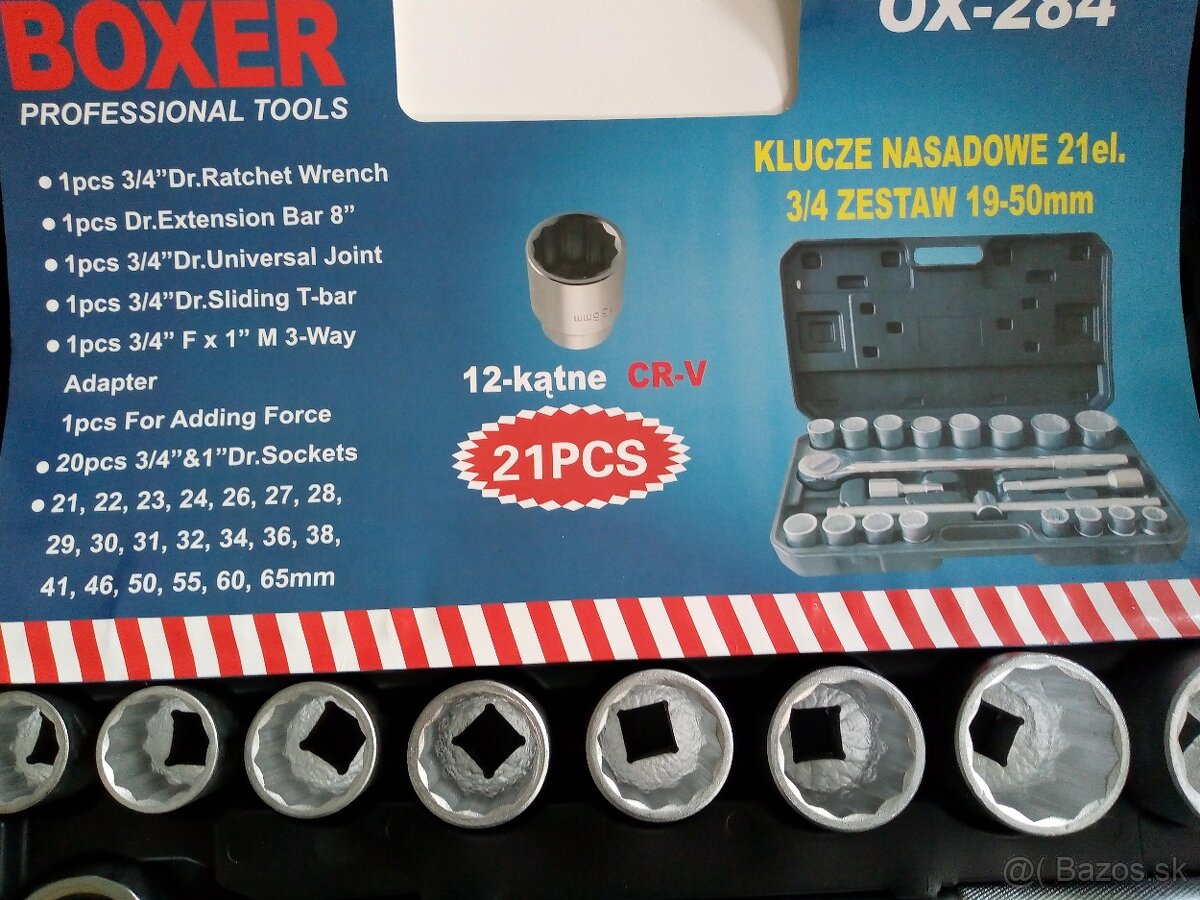 BOXER
PROFESSIONAL TOOLS
OX-284
● 1pcs 3/4”Dr.Ratchet Wrench
● 1pcs Dr.Extension Bar 8”
● 1pcs 3/4”Dr.Universal Joint
● 1pcs 3/4”Dr.Sliding T-bar
● 1pcs 3/4” F x 1” M 3-Way
Adapter
1pcs For Adding Force
● 20pcs 3/4”&1”Dr.Sockets
● 21, 22, 23, 24, 26, 27, 28,
29, 30, 31, 32, 34, 36, 38,
41, 46, 50, 55, 60, 65mm
12-kątne CR-V
21PCS
KLUCZE NASADOWE 21el.
3/4 ZESTAW 19-50mm
@( Bazos.sk